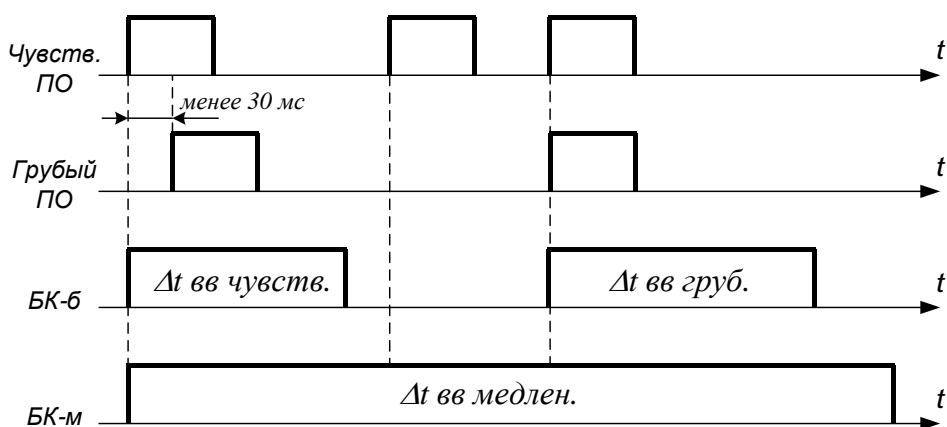 Чувств.
ПО
t
менее 30 мс
Грубый
ПО
t
Δt вв чувств.
Δt вв груб.
БК-б
t
Δt вв медлен.
БК-м
t